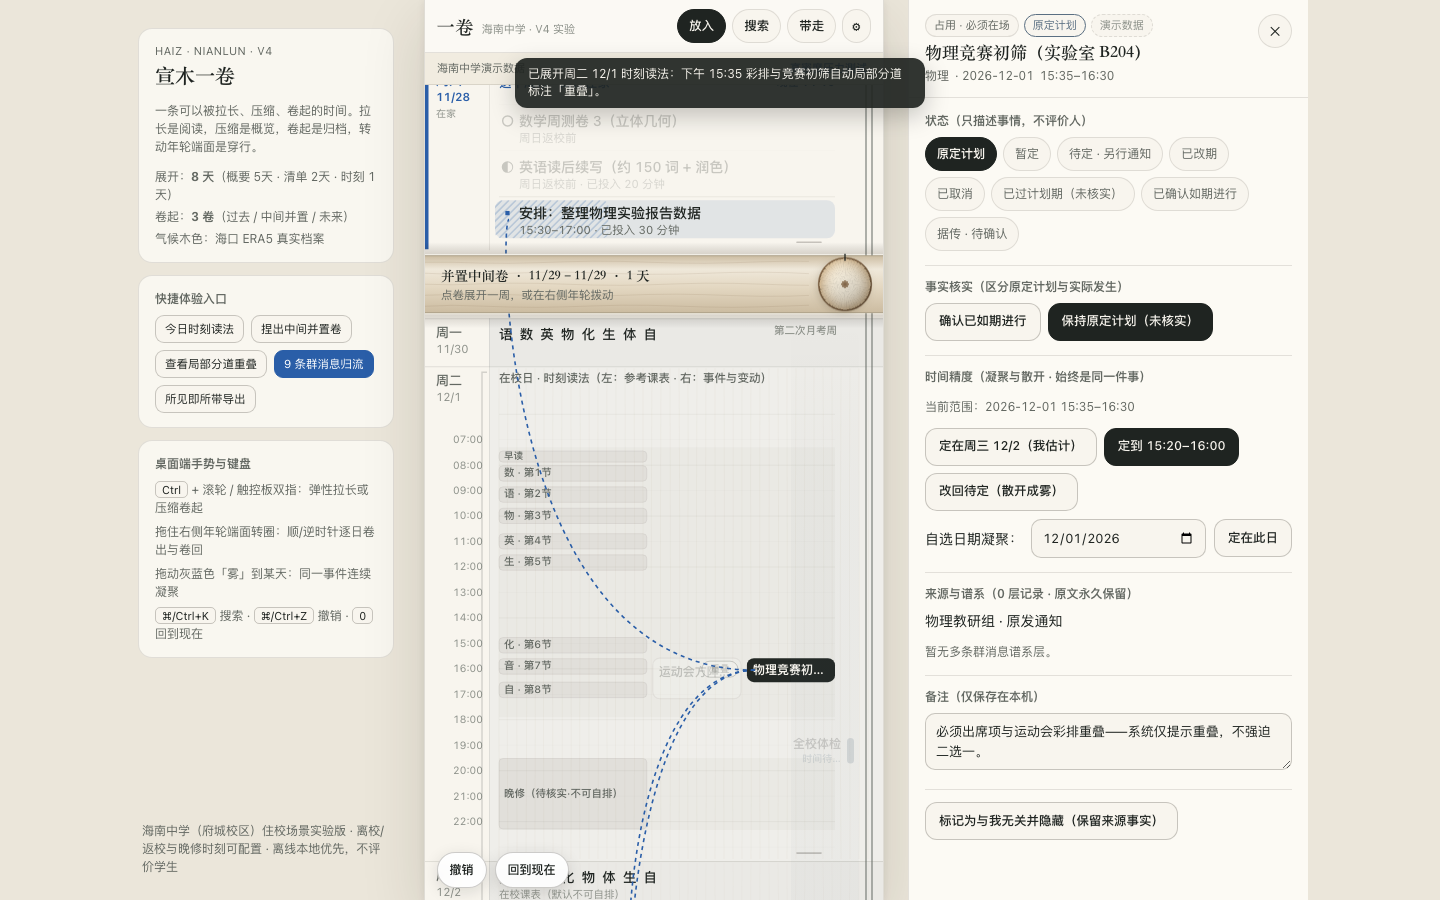 HAIZ · NIANLUN · V4
宣木一卷
一条可以被拉长、压缩、卷起的时间。拉
长是阅读，压缩是概览，卷起是归档，转
动年轮端面是穿行。
展开：8 天（概要 5天 · 清单 2天 · 时刻 1
天）
卷起：3 卷（过去 / 中间并置 / 未来）
气候木色：海口 ERA5 真实档案
快捷体验入口
今日时刻读法
捏出中间并置卷
查看局部分道重叠
9 条群消息归流
所见即所带导出
桌面端手势与键盘
Ctrl + 滚轮 / 触控板双指：弹性拉长或
压缩卷起
拖住右侧年轮端面转圈：顺/逆时针逐日卷
出与卷回
拖动灰蓝色「雾」到某天：同一事件连续
凝聚
⌘/Ctrl+K 搜索 · ⌘/Ctrl+Z 撤销 · 0
回到现在
海南中学（府城校区）住校场景实验版 · 离校/
返校与晚修时刻可配置 · 离线本地优先，不评
价学生
一卷 海南中学 · V4 实验
放入
搜索
带走
⚙
海南中学演示数
已展开周二 12/1 时刻读法：下午 15:35 彩排与竞赛初筛自动局部分道
标注「重叠」。
11/28
在家
数学周测卷 3（立体几何）
周日返校前
英语读后续写（约 150 词 + 润色）
周日返校前 · 已投入 20 分钟
安排：整理物理实验报告数据
15:30–17:00 · 已投入 30 分钟
并置中间卷 · 11/29 – 11/29 · 1 天
点卷展开一周，或在右侧年轮拨动
周一
11/30
语 数 英 物 化 生 体 自
第二次月考周
周二
12/1
在校日 · 时刻读法（左：参考课表 · 右：事件与变动）
07:00
早读
08:00
数 · 第1节
09:00
语 · 第2节
10:00
物 · 第3节
11:00
英 · 第4节
12:00
生 · 第5节
13:00
14:00
15:00
化 · 第6节
16:00
音 · 第7节
运动会方
物理竞赛初...
17:00
自 · 第8节
18:00
19:00
全校体检
时间待...
20:00
21:00
晚修（待核实·不可自排）
22:00
撤销
回到现在
12/2
化 物 体 生 自
在校课表（默认不可自排）
占用 · 必须在场
原定计划
演示数据
×
物理竞赛初筛（实验室 B204）
物理 · 2026-12-01 15:35–16:30
状态（只描述事情，不评价人）
原定计划
暂定
待定 · 另行通知
已改期
已取消
已过计划期（未核实）
已确认如期进行
据传 · 待确认
事实核实（区分原定计划与实际发生）
确认已如期进行
保持原定计划（未核实）
时间精度（凝聚与散开 · 始终是同一件事）
当前范围：2026-12-01 15:35–16:30
定在周三 12/2（我估计）
定到 15:20–16:00
改回待定（散开成雾）
自选日期凝聚：
12/01/2026
定在此日
来源与谱系（0 层记录 · 原文永久保留）
物理教研组 · 原发通知
暂无多条群消息谱系层。
备注（仅保存在本机）
必须出席项与运动会彩排重叠——系统仅提示重叠，不强迫
二选一。
标记为与我无关并隐藏（保留来源事实）